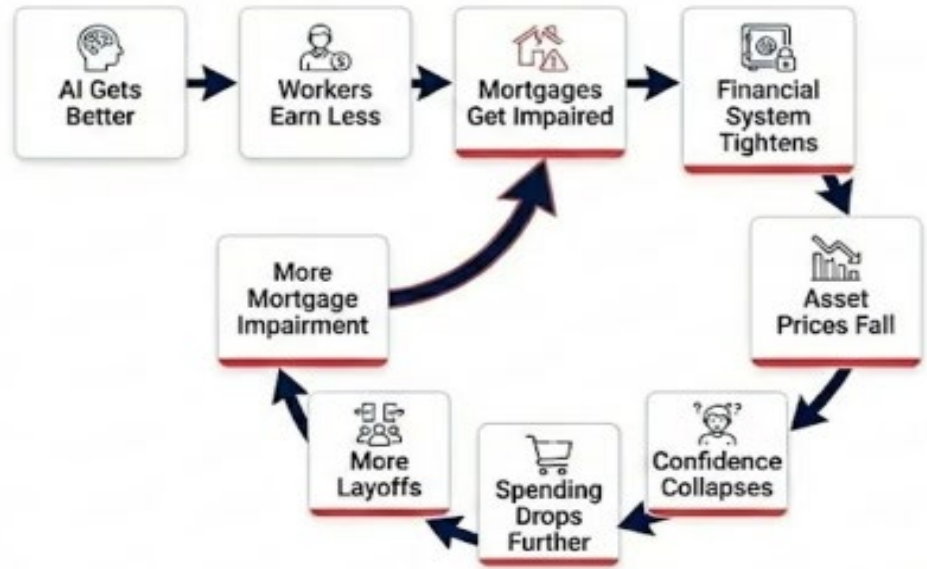 AI Gets
Better
Workers
Earn Less
Mortgages
Get Impaired
Financial
System
Tightens
Asset
Prices Fall
Confidence
Collapses
Spending
Drops
Further
More
Layoffs
More
Mortgage
Impairment